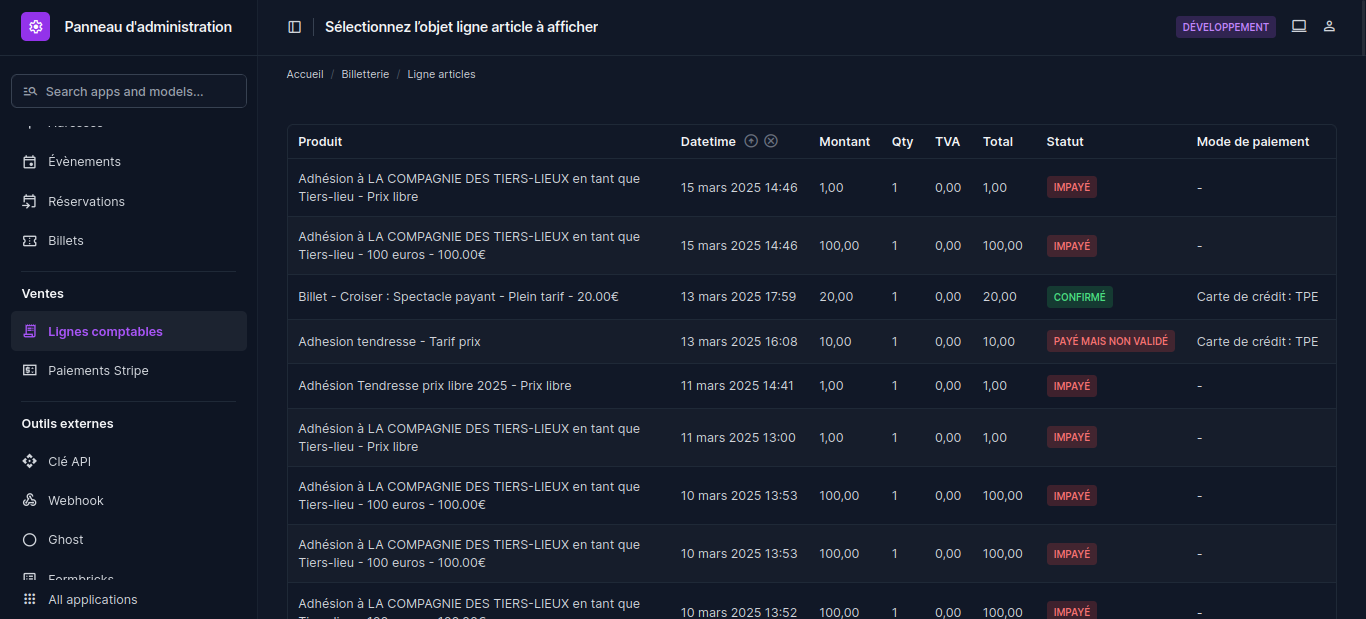 Panneau d'administration
Sélectionnez l'objet ligne article à afficher
DÉVELOPPEMENT
Search apps and models...
Accueil / Billetterie / Ligne articles
Adresses
Évènements
Réservations
Billets
Ventes
Lignes comptables
Paiements Stripe
Outils externes
Clé API
Webhook
Ghost
Formbricks
All applications
Produit Datetime Montant Qty TVA Total Statut Mode de paiement
Adhésion à LA COMPAGNIE DES TIERS-LIEUX en tant que
Tiers-lieu - Prix libre
15 mars 2025 14:46 1,00 1 0,00 1,00 IMPAYÉ -
Adhésion à LA COMPAGNIE DES TIERS-LIEUX en tant que
Tiers-lieu - 100 euros - 100.00€
15 mars 2025 14:46 100,00 1 0,00 100,00 IMPAYÉ -
Billet - Croiser : Spectacle payant - Plein tarif - 20.00€ 13 mars 2025 17:59 20,00 1 0,00 20,00 CONFIRMÉ Carte de crédit : TPE
Adhesion tendresse - Tarif prix 13 mars 2025 16:08 10,00 1 0,00 10,00 PAYÉ MAIS NON VALIDÉ Carte de crédit : TPE
Adhésion Tendresse prix libre 2025 - Prix libre 11 mars 2025 14:41 1,00 1 0,00 1,00 IMPAYÉ -
Adhésion à LA COMPAGNIE DES TIERS-LIEUX en tant que
Tiers-lieu - Prix libre
11 mars 2025 13:00 1,00 1 0,00 1,00 IMPAYÉ -
Adhésion à LA COMPAGNIE DES TIERS-LIEUX en tant que
Tiers-lieu - 100 euros - 100.00€
10 mars 2025 13:53 100,00 1 0,00 100,00 IMPAYÉ -
Adhésion à LA COMPAGNIE DES TIERS-LIEUX en tant que
Tiers-lieu - 100 euros - 100.00€
10 mars 2025 13:53 100,00 1 0,00 100,00 IMPAYÉ -
Adhésion à LA COMPAGNIE DES TIERS-LIEUX en tant que
10 mars 2025 13:52 100,00 1 0,00 100,00 IMPAYÉ -